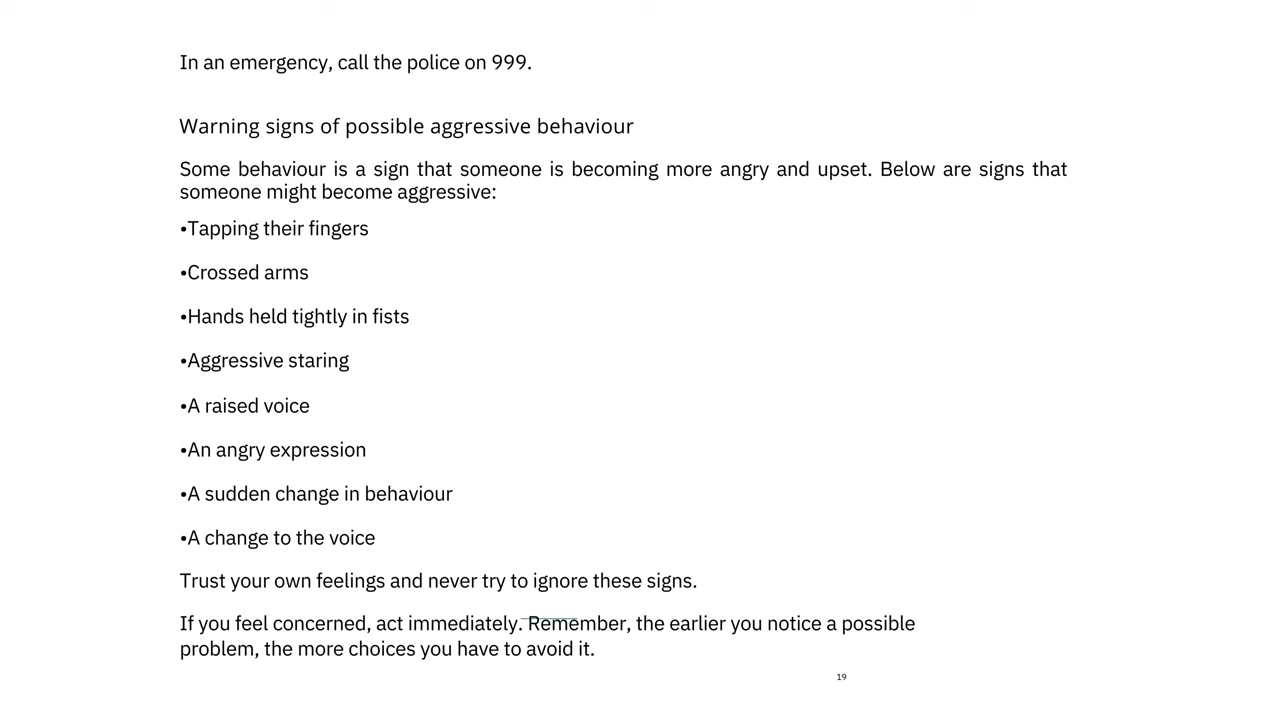 In an emergency, call the police on 999.
Warning signs of possible aggressive behaviour
Some behaviour is a sign that someone is becoming more angry and upset. Below are signs that
someone might become aggressive:
•Tapping their fingers
•Crossed arms
•Hands held tightly in fists
•Aggressive staring
•A raised voice
•An angry expression
•A sudden change in behaviour
•A change to the voice
Trust your own feelings and never try to ignore these signs.
If you feel concerned, act immediately. Remember, the earlier you notice a possible
problem, the more choices you have to avoid it.
19